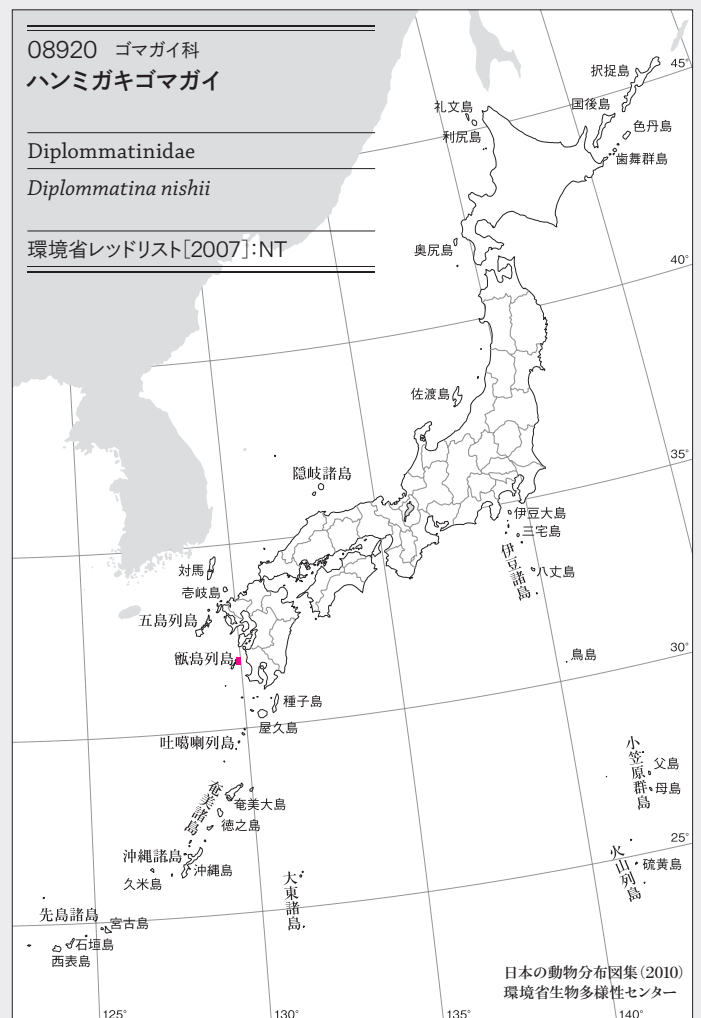 08920 ゴマガイ科
ハンミガキゴマガイ
Diplommatinidae
Diplommatina nishii
環境省レッドリスト[2007]:NT
択捉島
45°
礼文島
国後島
利尻島
色丹島
歯舞群島
奥尻島
40°
佐渡島
35°
隠岐諸島
伊豆大島
三宅島
伊豆諸島
八丈島
対馬
壱岐島
五島列島
甑島列島
鳥島
30°
種子島
屋久島
吐噶喇列島
小笠原群島
父島
母島
奄美諸島
奄美大島
徳之島
25°
沖縄諸島
沖縄島
久米島
火山列島
硫黄島
大東諸島
先島諸島
宮古島
石垣島
西表島
日本の動物分布図集(2010)
環境省生物多様性センター
125°
130°
135°
140°